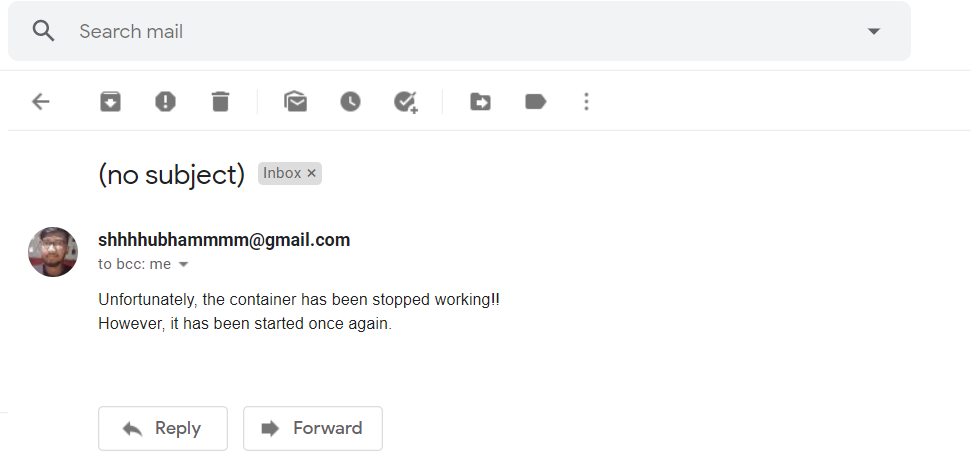 Search mail
(no subject) Inbox ×
shhhhubhammmm@gmail.com
to bcc: me
Unfortunately, the container has been stopped working!!
However, it has been started once again.
Reply Forward